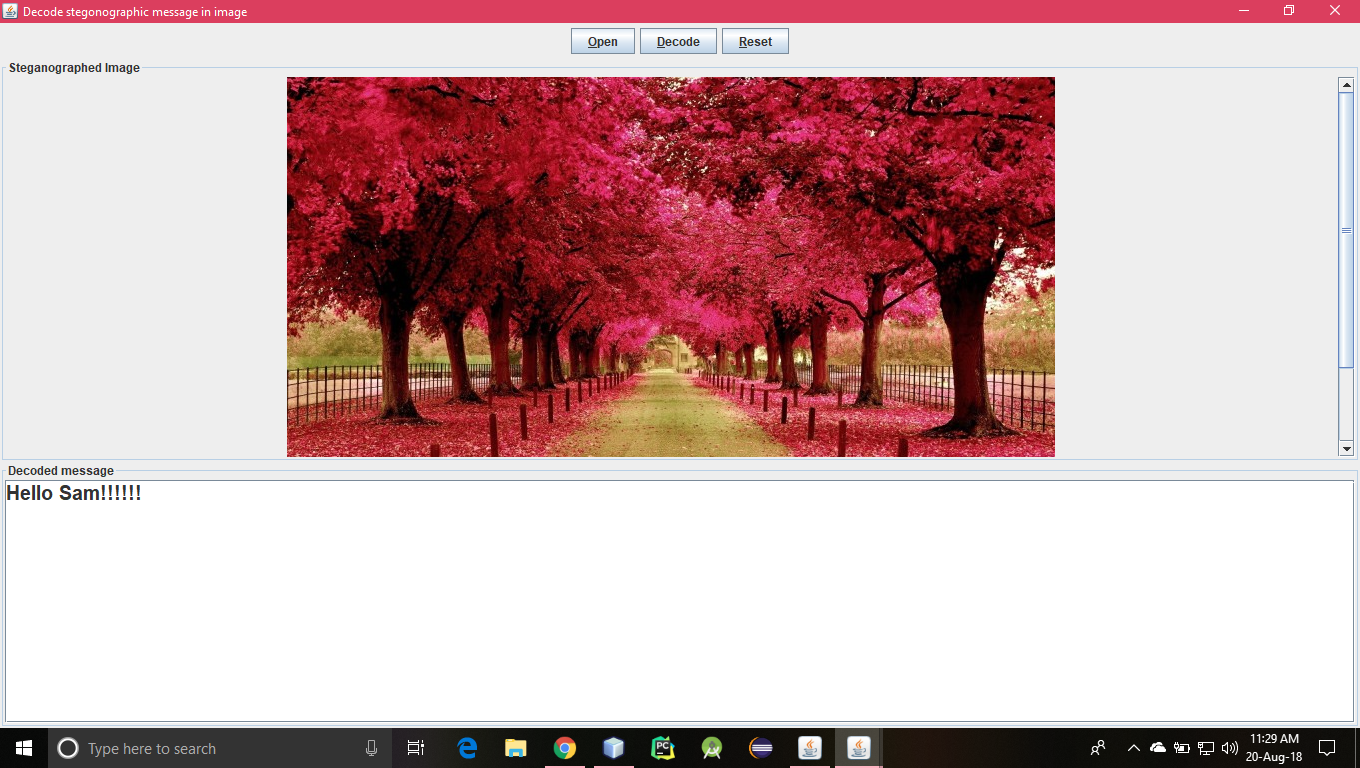 Decode stegonographic message in image
Open Decode Reset
Steganographed Image
Decoded message
Hello Sam!!!!!!
Type here to search
PC
11:29 AM
20-Aug-18